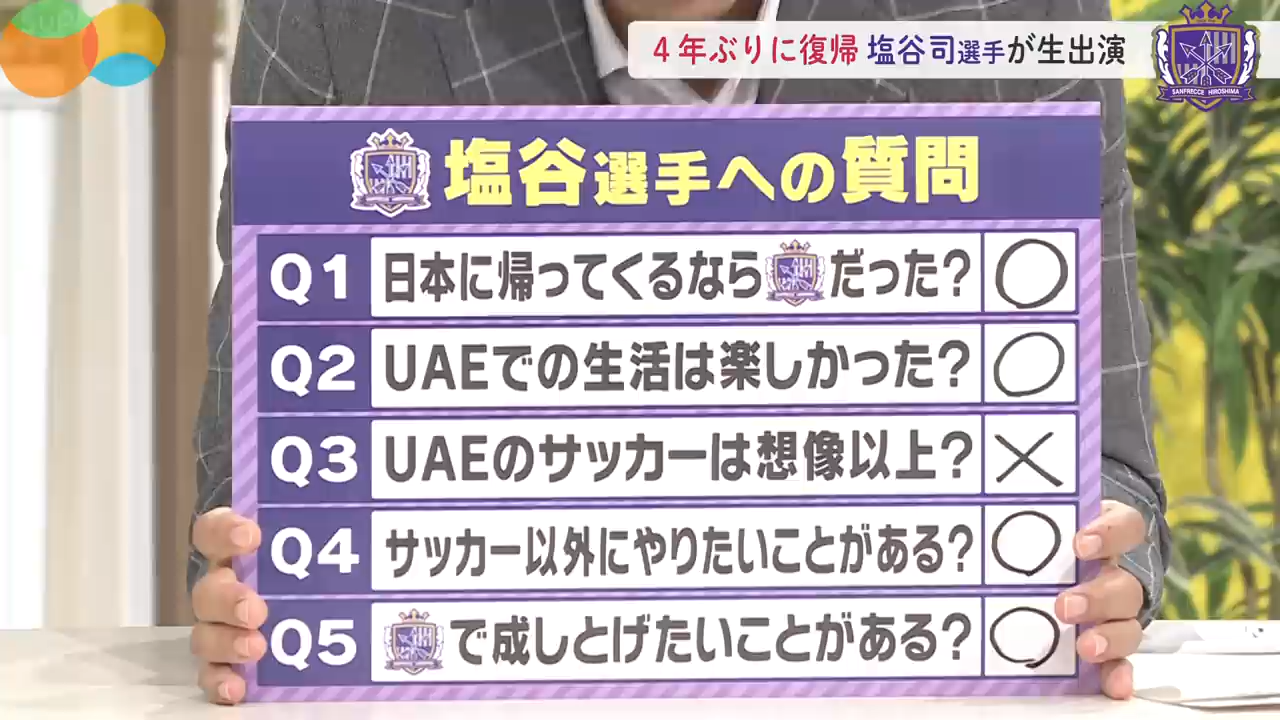 ４年ぶりに復帰 塩谷司選手が生出演
SANFRECCE HIROSHIMA
塩谷選手への質問
Q1 日本に帰ってくるならだった? ○
Q2 UAEでの生活は楽しかった? ○
Q3 UAEのサッカーは想像以上? ×
Q4 サッカー以外にやりたいことがある? ○
Q5 で成しとげたいことがある? ○